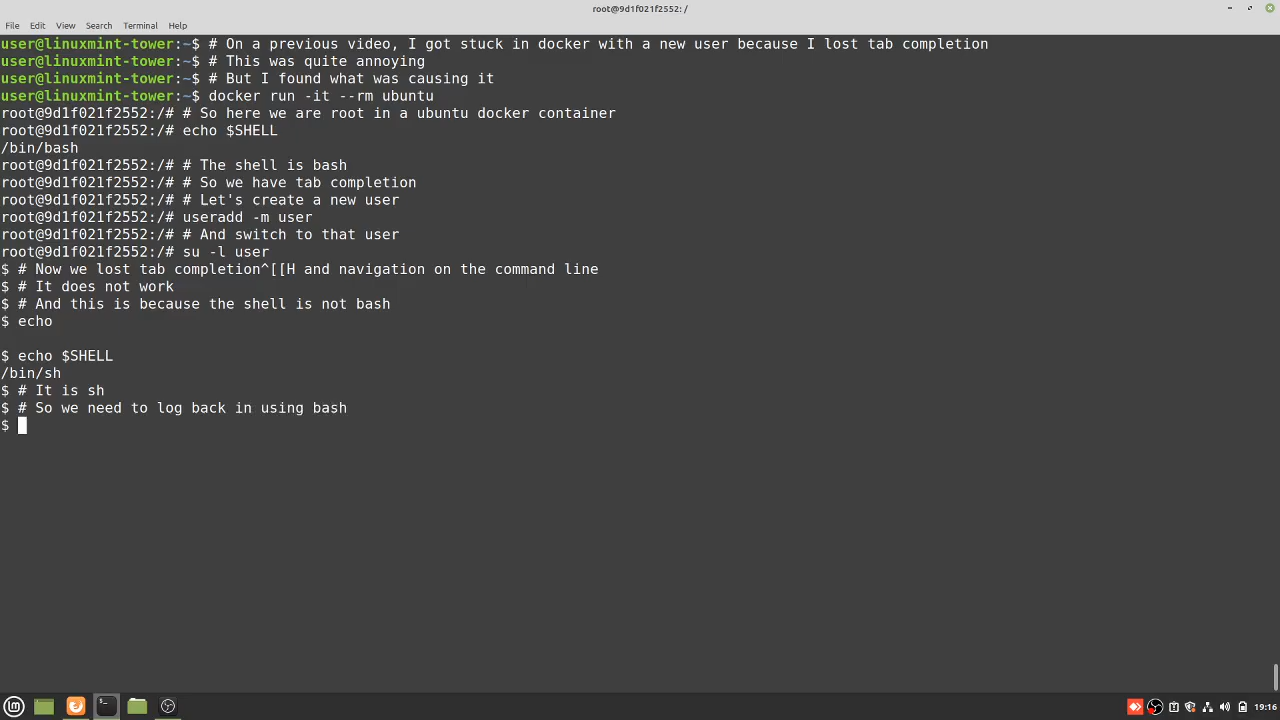 root@9d1f021f2552: /
File Edit View Search Terminal Help
user@linuxmint-tower:~$ # On a previous video, I got stuck in docker with a new user because I lost tab completion
user@linuxmint-tower:~$ # This was quite annoying
user@linuxmint-tower:~$ # But I found what was causing it
user@linuxmint-tower:~$ docker run -it --rm ubuntu
root@9d1f021f2552:/# # So here we are root in a ubuntu docker container
root@9d1f021f2552:/# echo $SHELL
/bin/bash
root@9d1f021f2552:/# # The shell is bash
root@9d1f021f2552:/# # So we have tab completion
root@9d1f021f2552:/# # Let's create a new user
root@9d1f021f2552:/# useradd -m user
root@9d1f021f2552:/# # And switch to that user
root@9d1f021f2552:/# su -l user
$ # Now we lost tab completion^[[H and navigation on the command line
$ # It does not work
$ # And this is because the shell is not bash
$ echo
$ echo $SHELL
/bin/sh
$ # It is sh
$ # So we need to log back in using bash
$
19:16